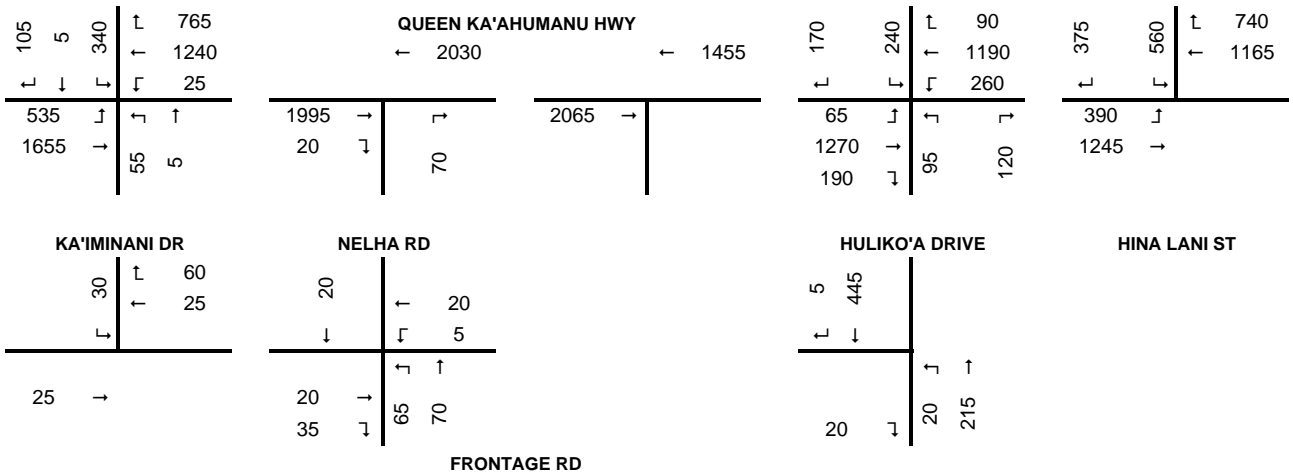 105 5 340 765 QUEEN KA'AHUMANU HWY 170 240 90 375 560 740
1240 2030 1455 1190 1165
← ↓ 25 ← 260 ←
535 ↑ 1995 → 2065 → 65 390
1655 → 55 5 20 70 1270 → 95 120 1245 →
190
KA'IMINANI DR NELHA RD HULIKO'A DRIVE HINA LANI ST
30 60 20 5 445
25 ← 20
↓ 5 ↓
25 → 20 → 65 70 20 215
35 20
FRONTAGE RD